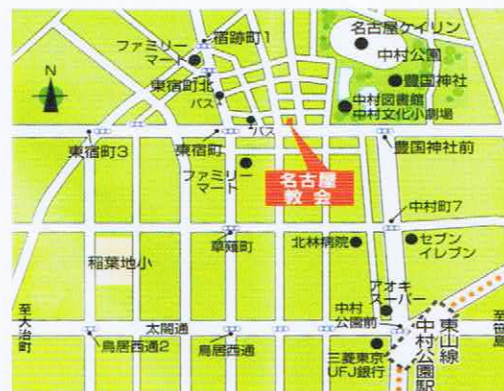 宿跡町1
名古屋ケイリン
ファミリー
マート
中村公園
東宿町北
豊国神社
N
バス
中村図書館
中村文化小劇場
バス
東宿町3
東宿町
豊国神社前
ファミリー
マート
名古屋
教会
中村町7
草薙町
北林病院
セブン
イレブン
稲葉地小
アオキ
スーパー
至大治町
太閤通
中村
公園前
東山線
中村公園駅
至笹島
鳥居西通2
鳥居西通
三菱東京
UFJ銀行